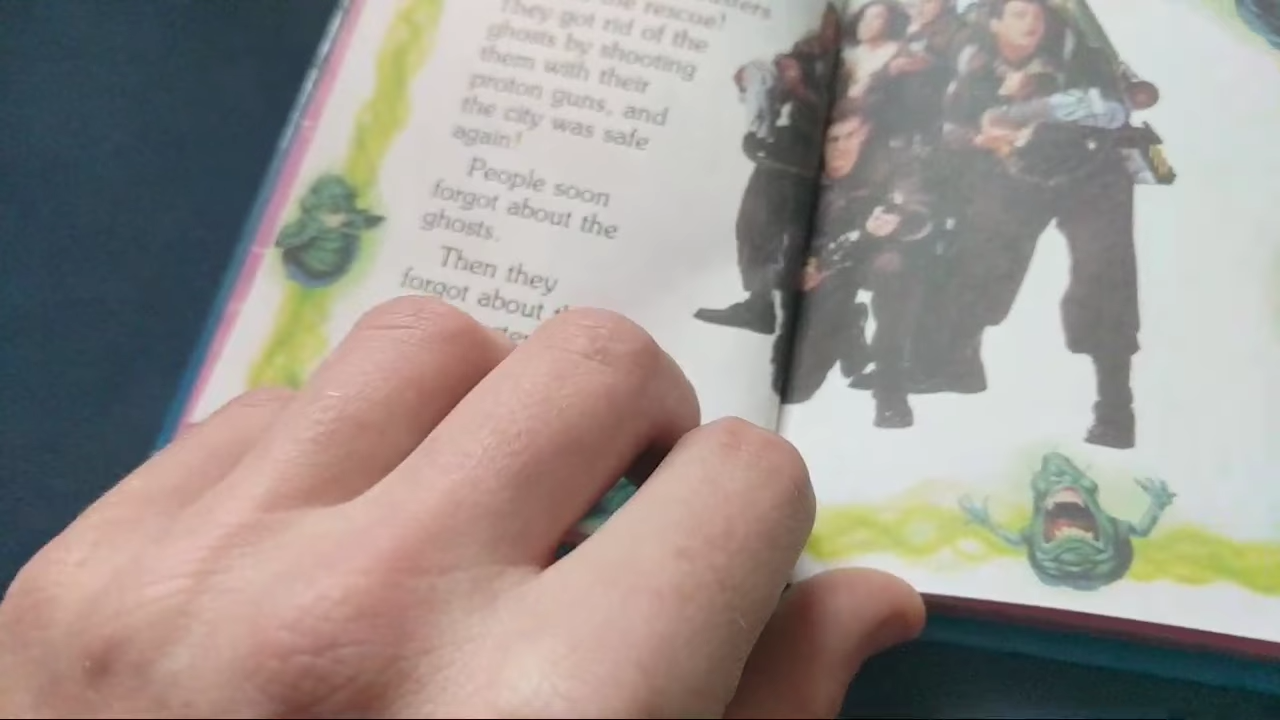 the rescue!
They got rid of the
ghosts by shooting
them with their
proton guns, and
the city was safe
again!
People soon
forgot about the
ghosts.
Then they
forgot about